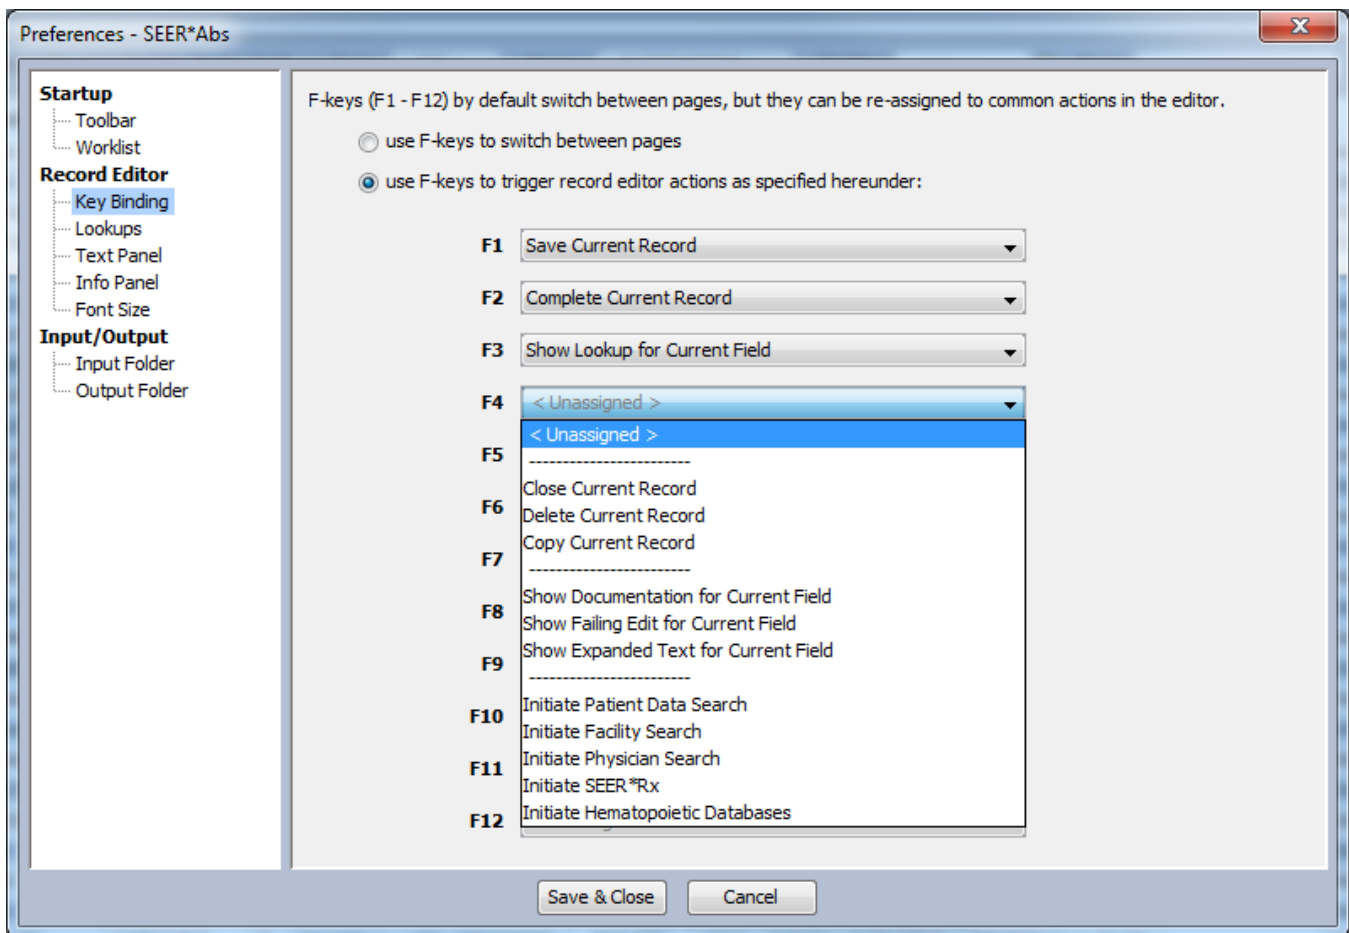 Preferences - SEER*Abs
X
Startup
Toolbar
Worklist
Record Editor
Key Binding
Lookups
Text Panel
Info Panel
Font Size
Input/Output
Input Folder
Output Folder
F-keys (F1 - F12) by default switch between pages, but they can be re-assigned to common actions in the editor.
use F-keys to switch between pages
use F-keys to trigger record editor actions as specified hereunder:
F1 Save Current Record
F2 Complete Current Record
F3 Show Lookup for Current Field
F4 < Unassigned >
< Unassigned >
F5
------------------------
Close Current Record
F6
Delete Current Record
Copy Current Record
F7
------------------------
Show Documentation for Current Field
F8
Show Failing Edit for Current Field
Show Expanded Text for Current Field
F9
------------------------
Initiate Patient Data Search
F10
Initiate Facility Search
Initiate Physician Search
F11
Initiate SEER*Rx
Initiate Hematopoietic Databases
F12
Save & Close
Cancel